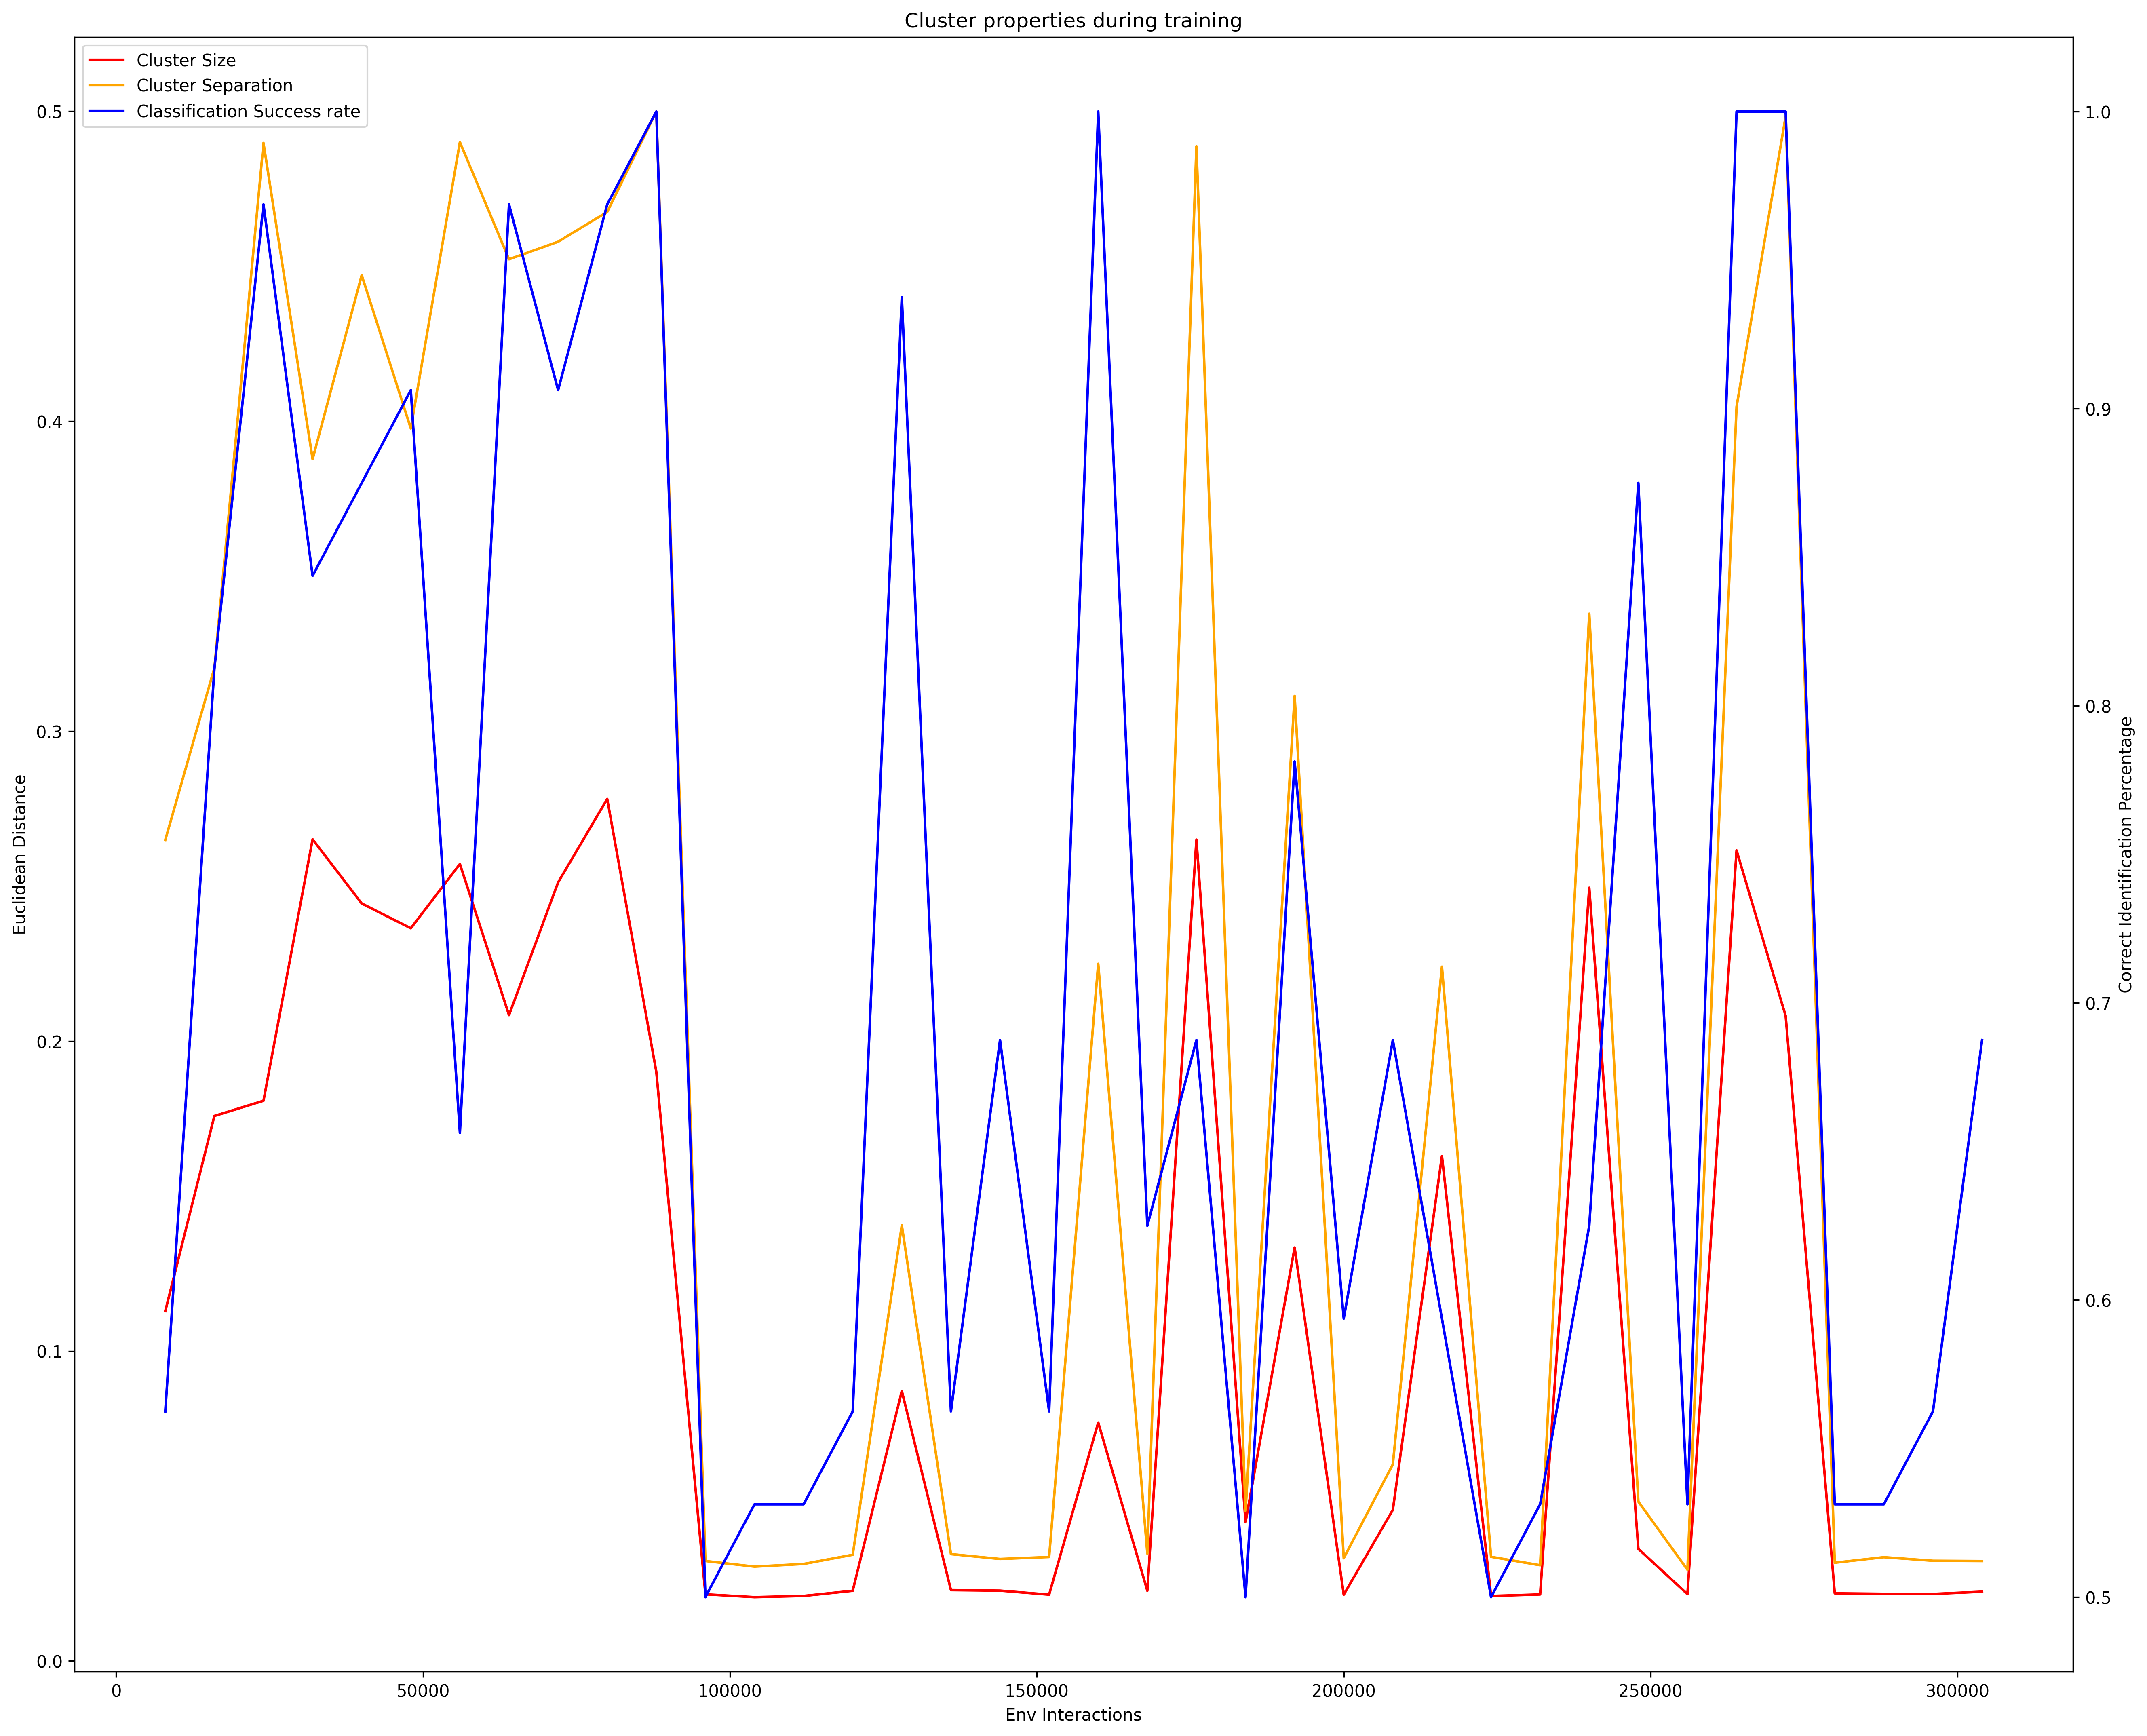 Cluster properties during training
Cluster Size
Cluster Separation
Classification Success rate
0.5
0.4
0.3
0.2
0.1
0.0
Euclidean Distance
1.0
0.9
0.8
0.7
0.6
0.5
Correct Identification Percentage
0
50000
100000
150000
200000
250000
300000
Env Interactions